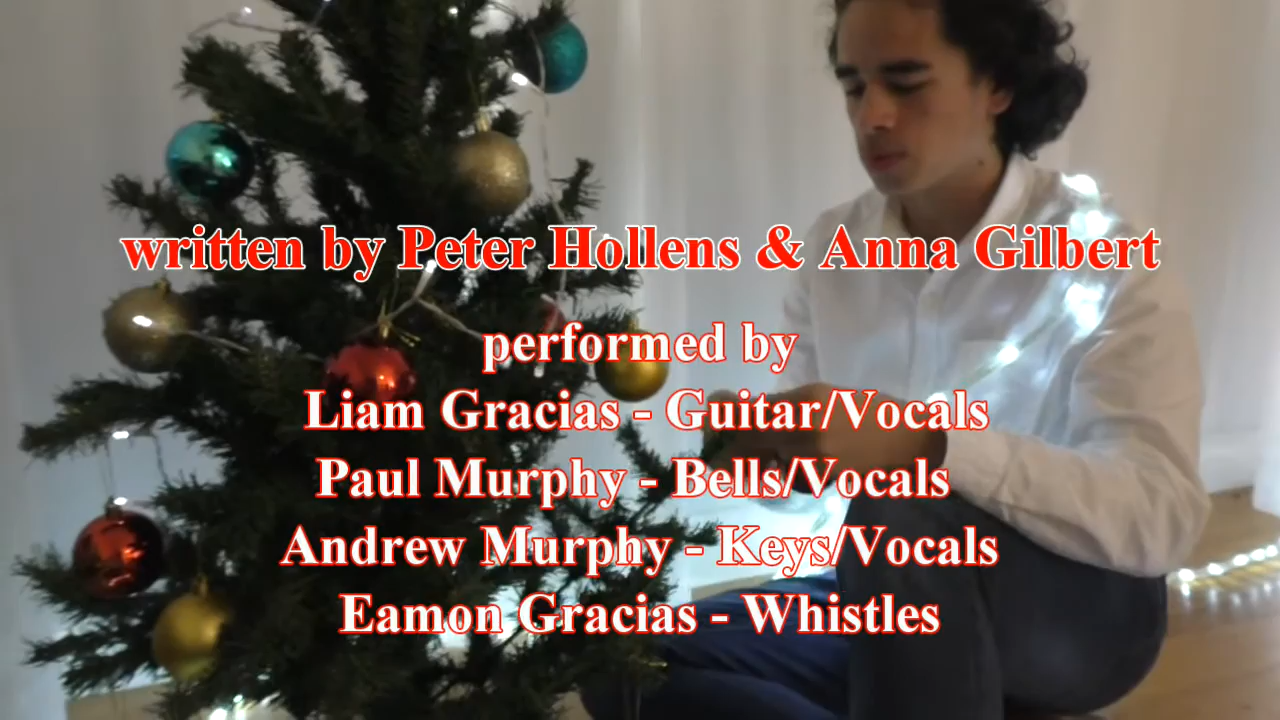 written by Peter Hollens & Anna Gilbert
performed by
Liam Gracias - Guitar/Vocals
Paul Murphy - Bells/Vocals
Andrew Murphy - Keys/Vocals
Eamon Gracias - Whistles